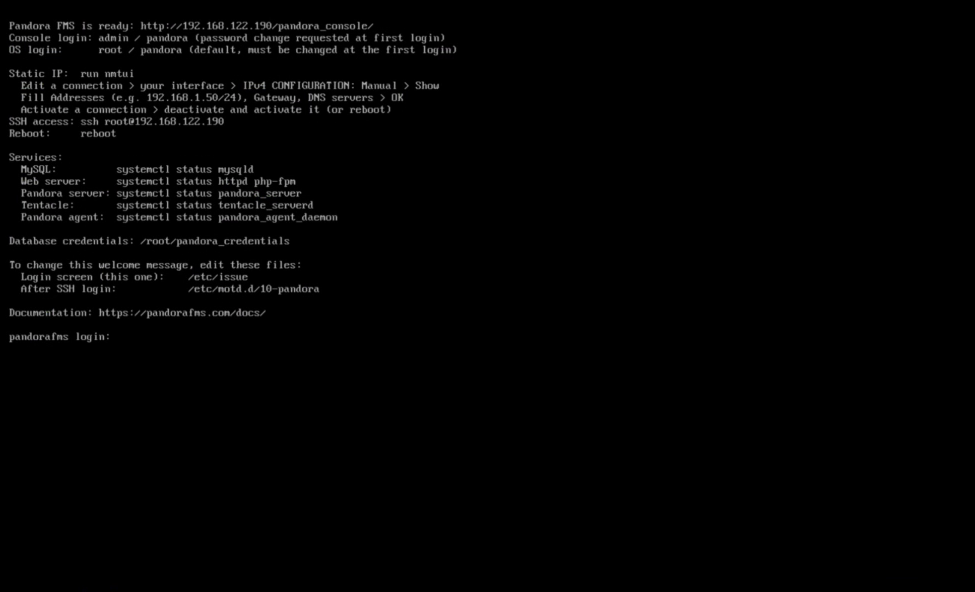 Pandora FMS is ready: http://192.168.122.190/pandora_console/
Console login: admin / pandora (password change requested at first login)
OS login:      root / pandora (default, must be changed at the first login)

Static IP:  run nmtui
  Edit a connection > your interface > IPv4 CONFIGURATION: Manual > Show
  Fill Addresses (e.g. 192.168.1.50/24), Gateway, DNS servers > OK
  Activate a connection > deactivate and activate it (or reboot)
SSH access: ssh root@192.168.122.190
Reboot:     reboot

Services:
  MySQL:          systemctl status mysqld
  Web server:     systemctl status httpd php-fpm
  Pandora server: systemctl status pandora_server
  Tentacle:       systemctl status tentacle_serverd
  Pandora agent:  systemctl status pandora_agent_daemon

Database credentials: /root/pandora_credentials

To change this welcome message, edit these files:
  Login screen (this one):    /etc/issue
  After SSH login:            /etc/motd.d/10-pandora

Documentation: https://pandorafms.com/docs/

pandorafms login: